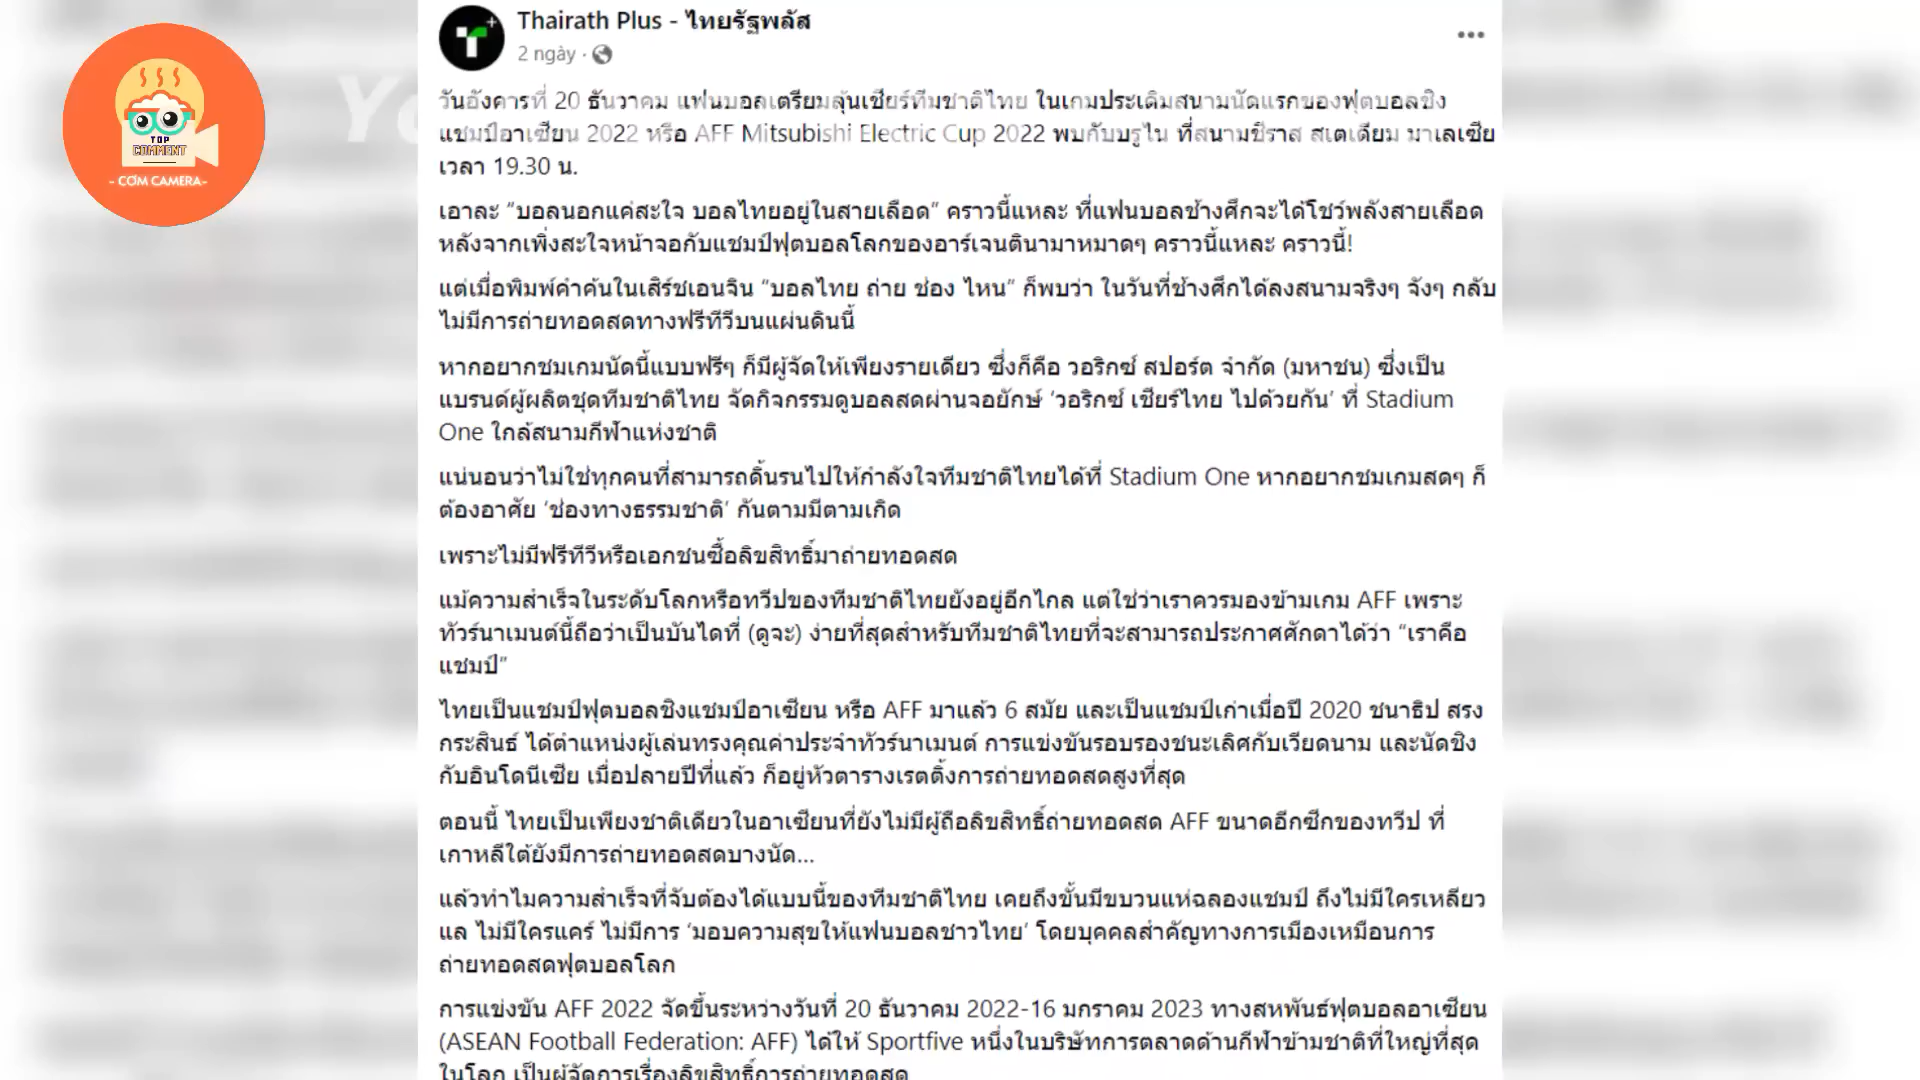 Thairath Plus - ไทยรัฐพลัส
2 ngày
TOP
COMMENT
- CƠM CAMERA-
วันอังคารที่ 20 ธันวาคม แฟนบอลเตรียมลุ้นเชียร์ทีมชาติไทย ในเกมประเดิมสนามนัดแรกของฟุตบอลชิง
แชมป์อาเซียน 2022 หรือ AFF Mitsubishi Electric Cup 2022 พบกับบรูไน ที่สนามชีราส สเตเดียม มาเลเซีย
เวลา 19.30 น.
เอาละ “บอลนอกแค่สะใจ บอลไทยอยู่ในสายเลือด” คราวนี้แหละ ที่แฟนบอลช้างศึกจะได้โชว์พลังสายเลือด
หลังจากเพิ่งสะใจหน้าจอกับแชมป์ฟุตบอลโลกของอาร์เจนตินามาหมาดๆ คราวนี้แหละ คราวนี้!
แต่เมื่อพิมพ์คำค้นในเสิร์ชเอนจิน “บอลไทย ถ่าย ช่อง ไหน” ก็พบว่า ในวันที่ช้างศึกได้ลงสนามจริงๆ จังๆ กลับ
ไม่มีการถ่ายทอดสดทางฟรีทีวีบนแผ่นดินนี้
หากอยากชมเกมนัดนี้แบบฟรีๆ ก็มีผู้จัดให้เพียงรายเดียว ซึ่งก็คือ วอริกซ์ สปอร์ต จำกัด (มหาชน) ซึ่งเป็น
แบรนด์ผู้ผลิตชุดทีมชาติไทย จัดกิจกรรมดูบอลสดผ่านจอยักษ์ ‘วอริกซ์ เชียร์ไทย ไปด้วยกัน’ ที่ Stadium
One ใกล้สนามกีฬาแห่งชาติ
แน่นอนว่าไม่ใช่ทุกคนที่สามารถดิ้นรนไปให้กำลังใจทีมชาติไทยได้ที่ Stadium One หากอยากชมเกมสดๆ ก็
ต้องอาศัย ‘ช่องทางธรรมชาติ’ กันตามมีตามเกิด
เพราะไม่มีฟรีทีวีหรือเอกชนซื้อลิขสิทธิ์มาถ่ายทอดสด
แม้ความสำเร็จในระดับโลกหรือทวีปของทีมชาติไทยยังอยู่อีกไกล แต่ใช่ว่าเราควรมองข้ามเกม AFF เพราะ
ทัวร์นาเมนต์นี้ถือว่าเป็นบันไดที่ (ดูจะ) ง่ายที่สุดสำหรับทีมชาติไทยที่จะสามารถประกาศศักดาได้ว่า “เราคือ
แชมป์”
ไทยเป็นแชมป์ฟุตบอลชิงแชมป์อาเซียน หรือ AFF มาแล้ว 6 สมัย และเป็นแชมป์เก่าเมื่อปี 2020 ชนาธิป สรง
กระสินธ์ ได้ตำแหน่งผู้เล่นทรงคุณค่าประจำทัวร์นาเมนต์ การแข่งขันรอบรองชนะเลิศกับเวียดนาม และนัดชิง
กับอินโดนีเซีย เมื่อปลายปีที่แล้ว ก็อยู่หัวตารางเรตติ้งการถ่ายทอดสดสูงที่สุด
ตอนนี้ ไทยเป็นเพียงชาติเดียวในอาเซียนที่ยังไม่มีผู้ถือลิขสิทธิ์ถ่ายทอดสด AFF ขนาดอีกซีกของทวีป ที่
เกาหลีใต้ยังมีการถ่ายทอดสดบางนัด...
แล้วทำไมความสำเร็จที่จับต้องได้แบบนี้ของทีมชาติไทย เคยถึงขั้นมีขบวนแห่ฉลองแชมป์ ถึงไม่มีใครเหลียว
แล ไม่มีใครแคร์ ไม่มีการ ‘มอบความสุขให้แฟนบอลชาวไทย’ โดยบุคคลสำคัญทางการเมืองเหมือนการ
ถ่ายทอดสดฟุตบอลโลก
การแข่งขัน AFF 2022 จัดขึ้นระหว่างวันที่ 20 ธันวาคม 2022-16 มกราคม 2023 ทางสหพันธ์ฟุตบอลอาเซียน
(ASEAN Football Federation: AFF) ได้ให้ Sportfive หนึ่งในบริษัทการตลาดด้านกีฬาข้ามชาติที่ใหญ่ที่สุด
ในโลก เป็นผู้จัดการเรื่องลิขสิทธิ์การถ่ายทอดสด